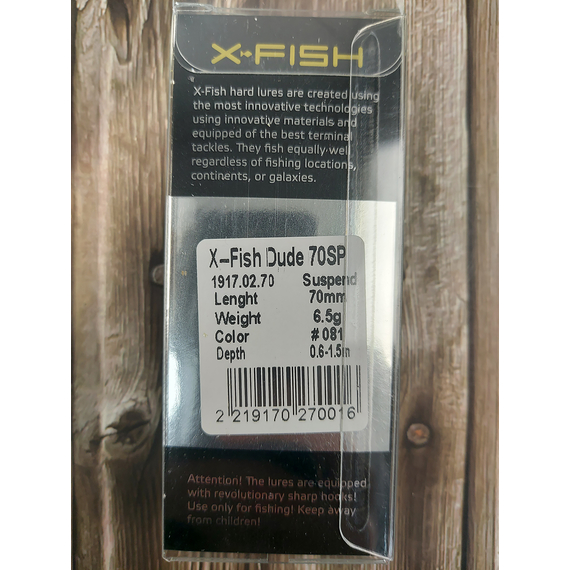 X-FISH
X-Fish hard lures are created using
the most innovative technologies
using innovative materials and
equipped of the best terminal
tackles. They fish equally well
regardless of fishing locations,
continents, or galaxies.
X-Fish Dude 70SP
1917.02.70 Suspend
Lenght 70mm
Weight 6.5g
Color # 081
Depth 0.6-1.5m
2 219170 270016
Attention! The lures are equipped
with revolutionary sharp hooks!
Use only for fishing! Keep away
from children!